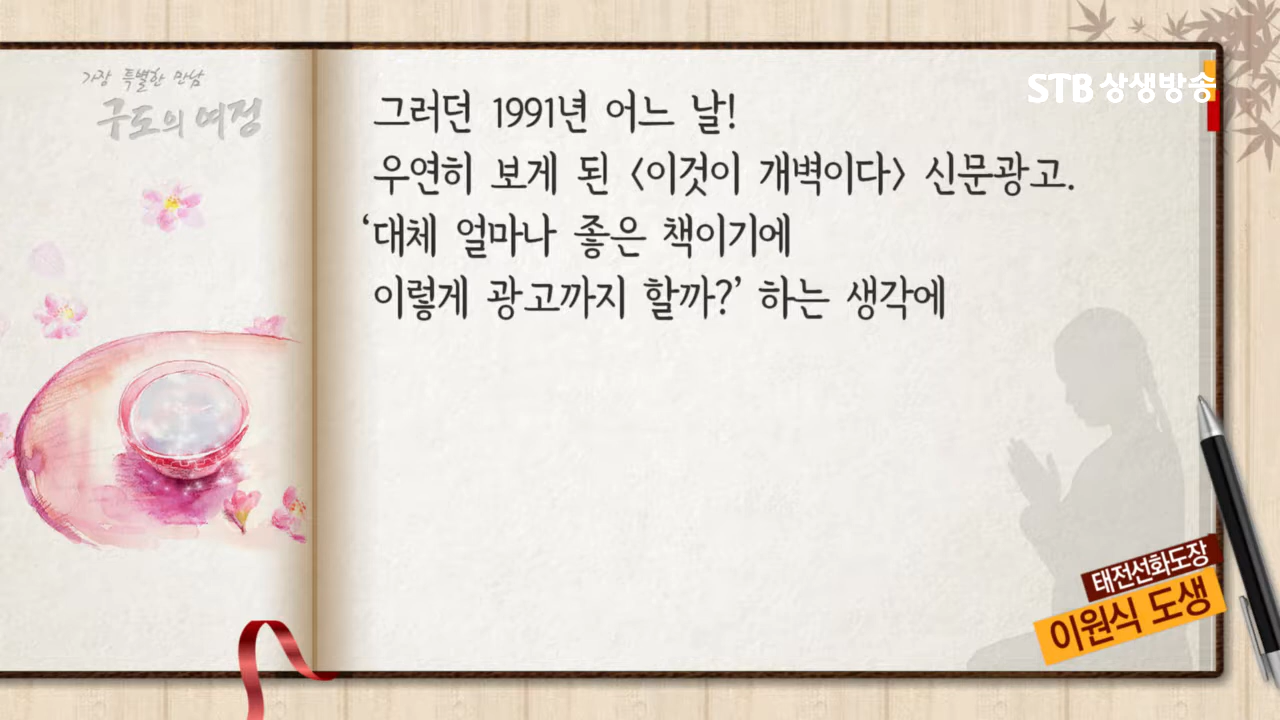 가장 특별한 만남
구도의 여정
STB 상생방송
그러던 1991년 어느 날!
우연히 보게 된 <이것이 개벽이다> 신문광고.
‘대체 얼마나 좋은 책이기에
이렇게 광고까지 할까?’ 하는 생각에
태전선화도장
이원식 도생